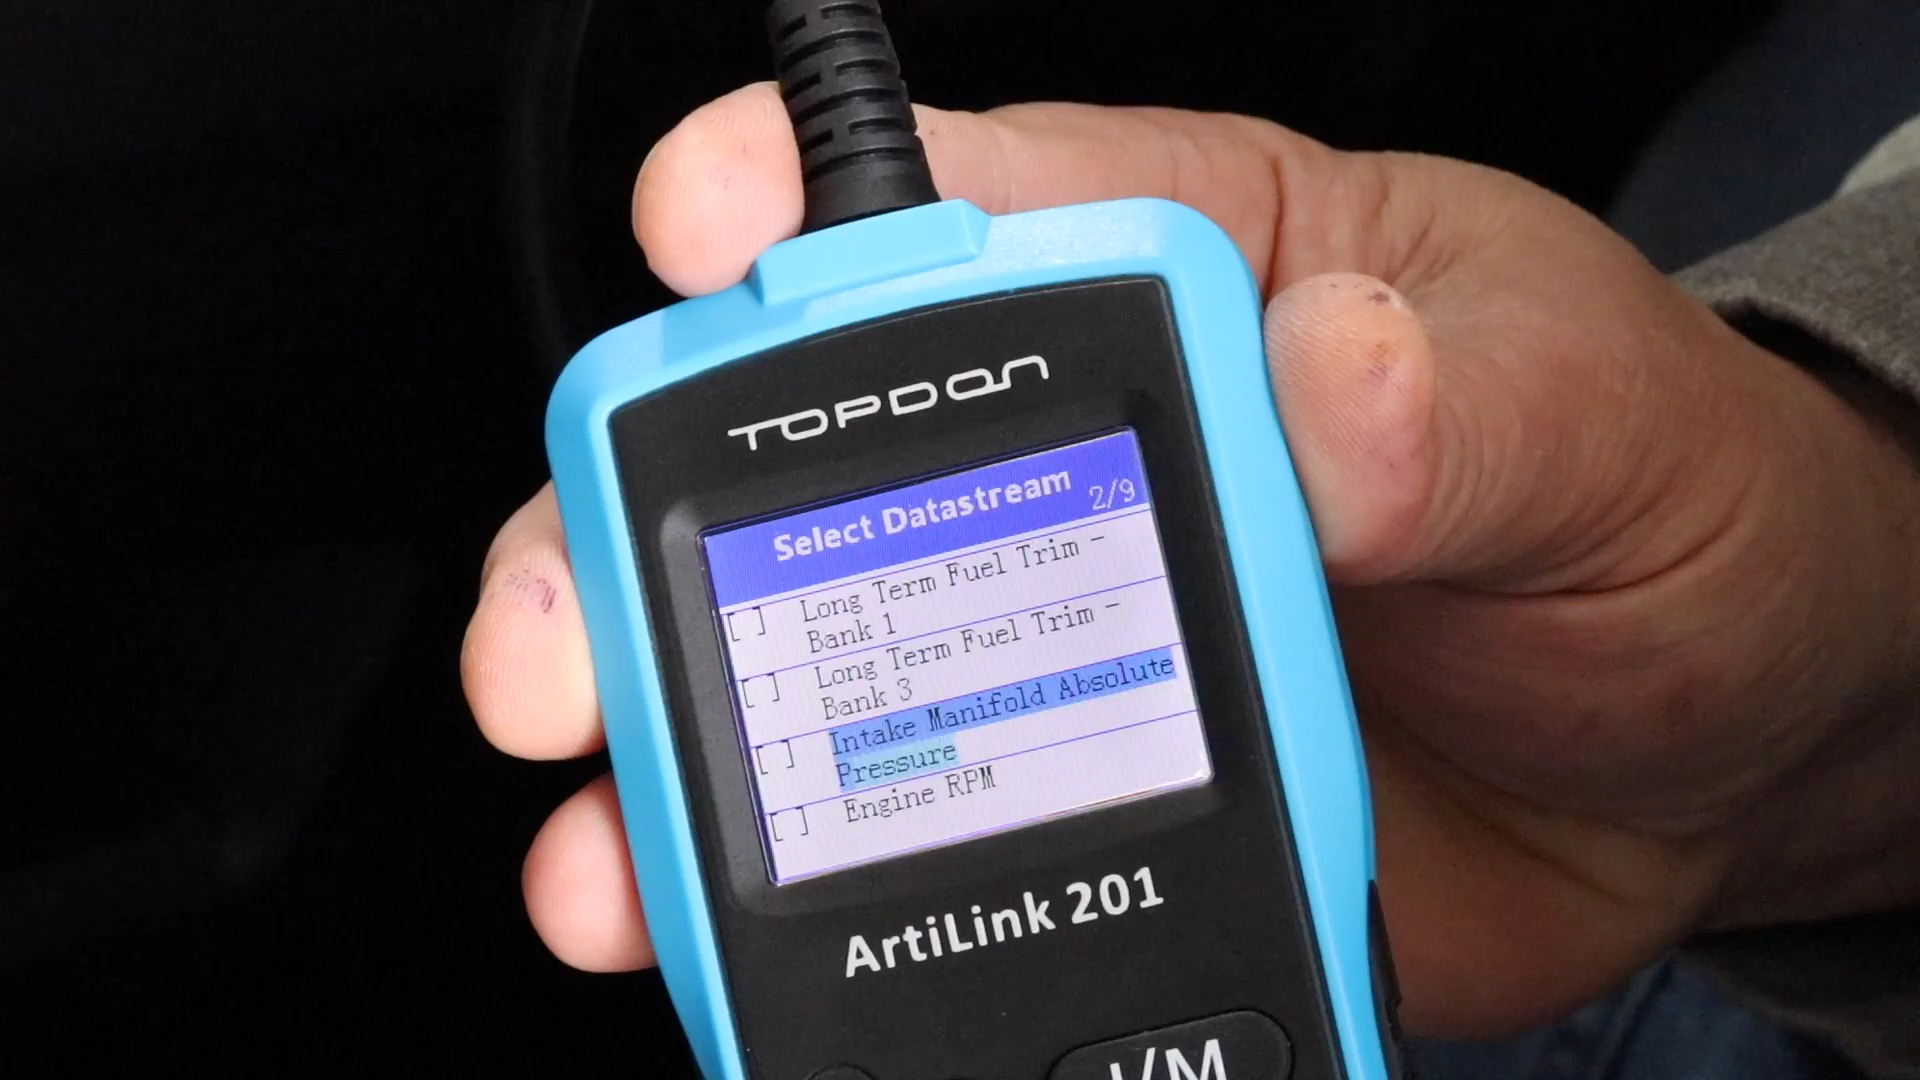 TOPDON
Select Datastream 2/9
[ ] Long Term Fuel Trim -
Bank 1
[ ] Long Term Fuel Trim -
Bank 3
[ ] Intake Manifold Absolute
Pressure
[ ] Engine RPM
ArtiLink 201
I/M